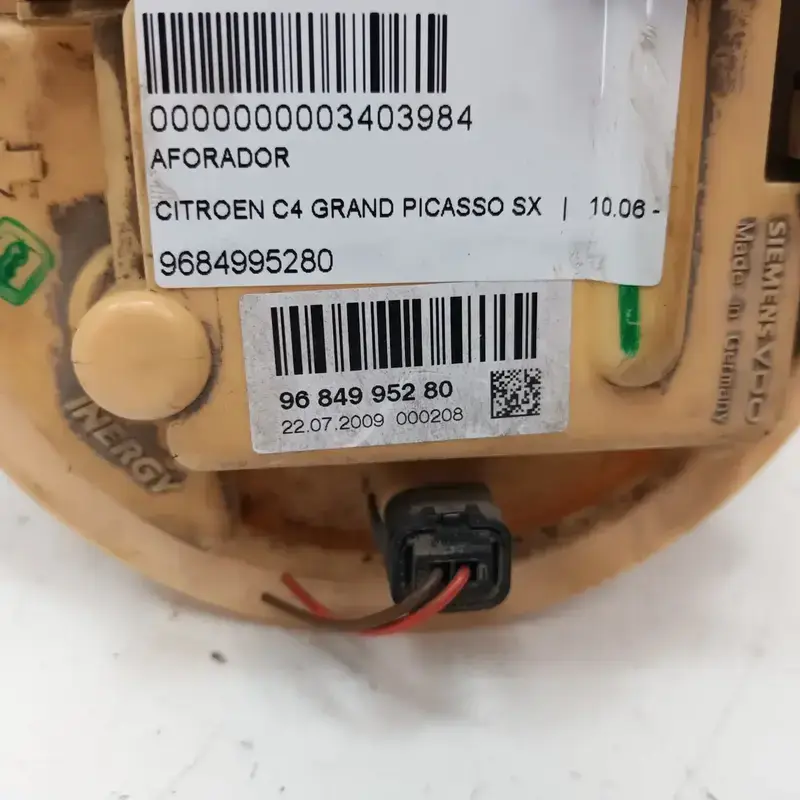 0000000003403984
AFORADOR
CITROEN C4 GRAND PICASSO SX | 10.06 -
9684995280
96 849 952 80
22.07.2009 000208
INERGY
SIEMENS VDO
Made in Germany